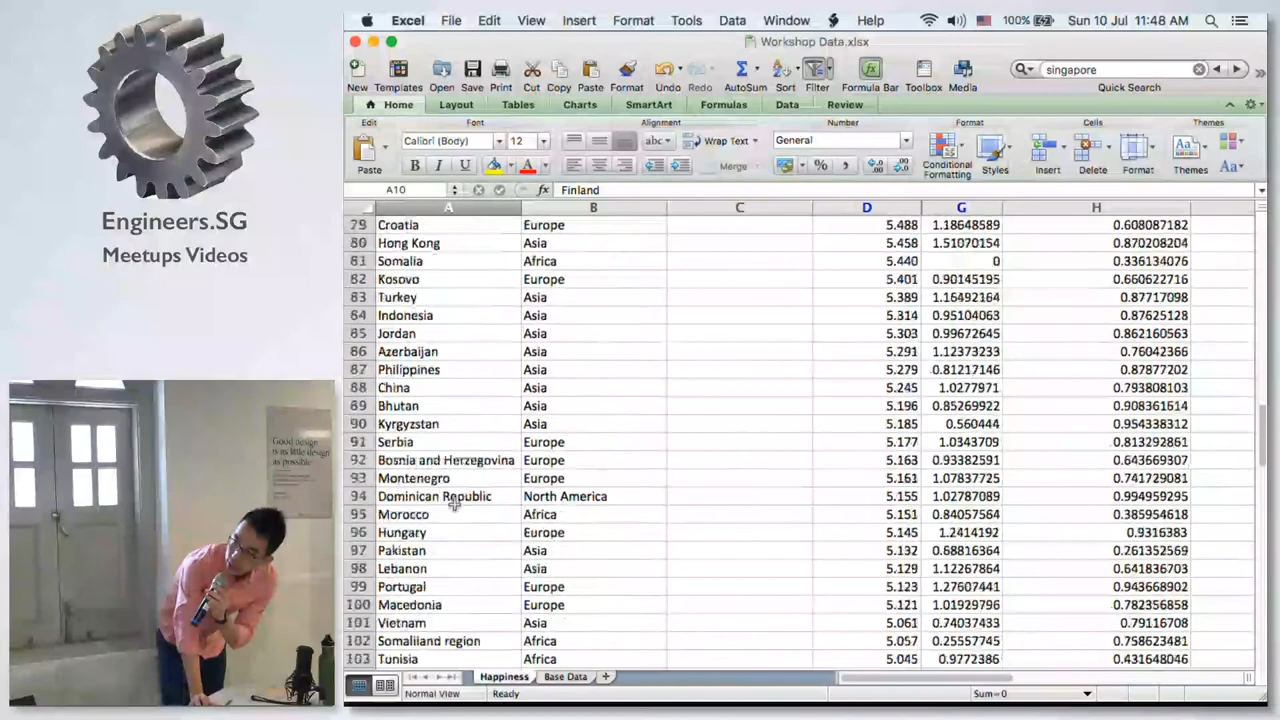 Engineers.SG
Meetups Videos
Good design
is as little design
as possible
Excel File Edit View Insert Format Tools Data Window Help 100% Sun 10 Jul 11:48 AM
Workshop Data.xlsx
singapore
New Templates Open Save Print Cut Copy Paste Format Undo Redo AutoSum Sort Filter Formula Bar Toolbox Media Quick Search
Home Layout Tables Charts SmartArt Formulas Data Review
Edit Font Alignment Number Format Cells Themes
Calibri (Body) 12 abc Wrap Text General
Paste B I U A Merge % , Conditional Formatting Styles Insert Delete Format Themes Aa
A10 fx Finland
A B C D G H
79 Croatia Europe 5.488 1.18648589 0.608087182
80 Hong Kong Asia 5.458 1.51070154 0.870208204
81 Somalia Africa 5.440 0 0.336134076
82 Kosovo Europe 5.401 0.90145195 0.660622716
83 Turkey Asia 5.389 1.16492164 0.87717098
84 Indonesia Asia 5.314 0.95104063 0.87625128
85 Jordan Asia 5.303 0.99672645 0.862160563
86 Azerbaijan Asia 5.291 1.12373233 0.76042366
87 Philippines Asia 5.279 0.81217146 0.87877202
88 China Asia 5.245 1.0277971 0.793808103
89 Bhutan Asia 5.196 0.85269922 0.908361614
90 Kyrgyzstan Asia 5.185 0.560444 0.954338312
91 Serbia Europe 5.177 1.0343709 0.813292861
92 Bosnia and Herzegovina Europe 5.163 0.93382591 0.643669307
93 Montenegro Europe 5.161 1.07837725 0.741729081
94 Dominican Republic North America 5.155 1.02787089 0.994959295
95 Morocco Africa 5.151 0.84057564 0.385954618
96 Hungary Europe 5.145 1.2414192 0.9316383
97 Pakistan Asia 5.132 0.68816364 0.261352569
98 Lebanon Asia 5.129 1.12267864 0.641836703
99 Portugal Europe 5.123 1.27607441 0.943668902
100 Macedonia Europe 5.121 1.01929796 0.782356858
101 Vietnam Asia 5.061 0.74037433 0.79116708
102 Somaliland region Africa 5.057 0.25557745 0.758623481
103 Tunisia Africa 5.045 0.9772386 0.431648046
Happiness Base Data
Normal View Ready Sum=0